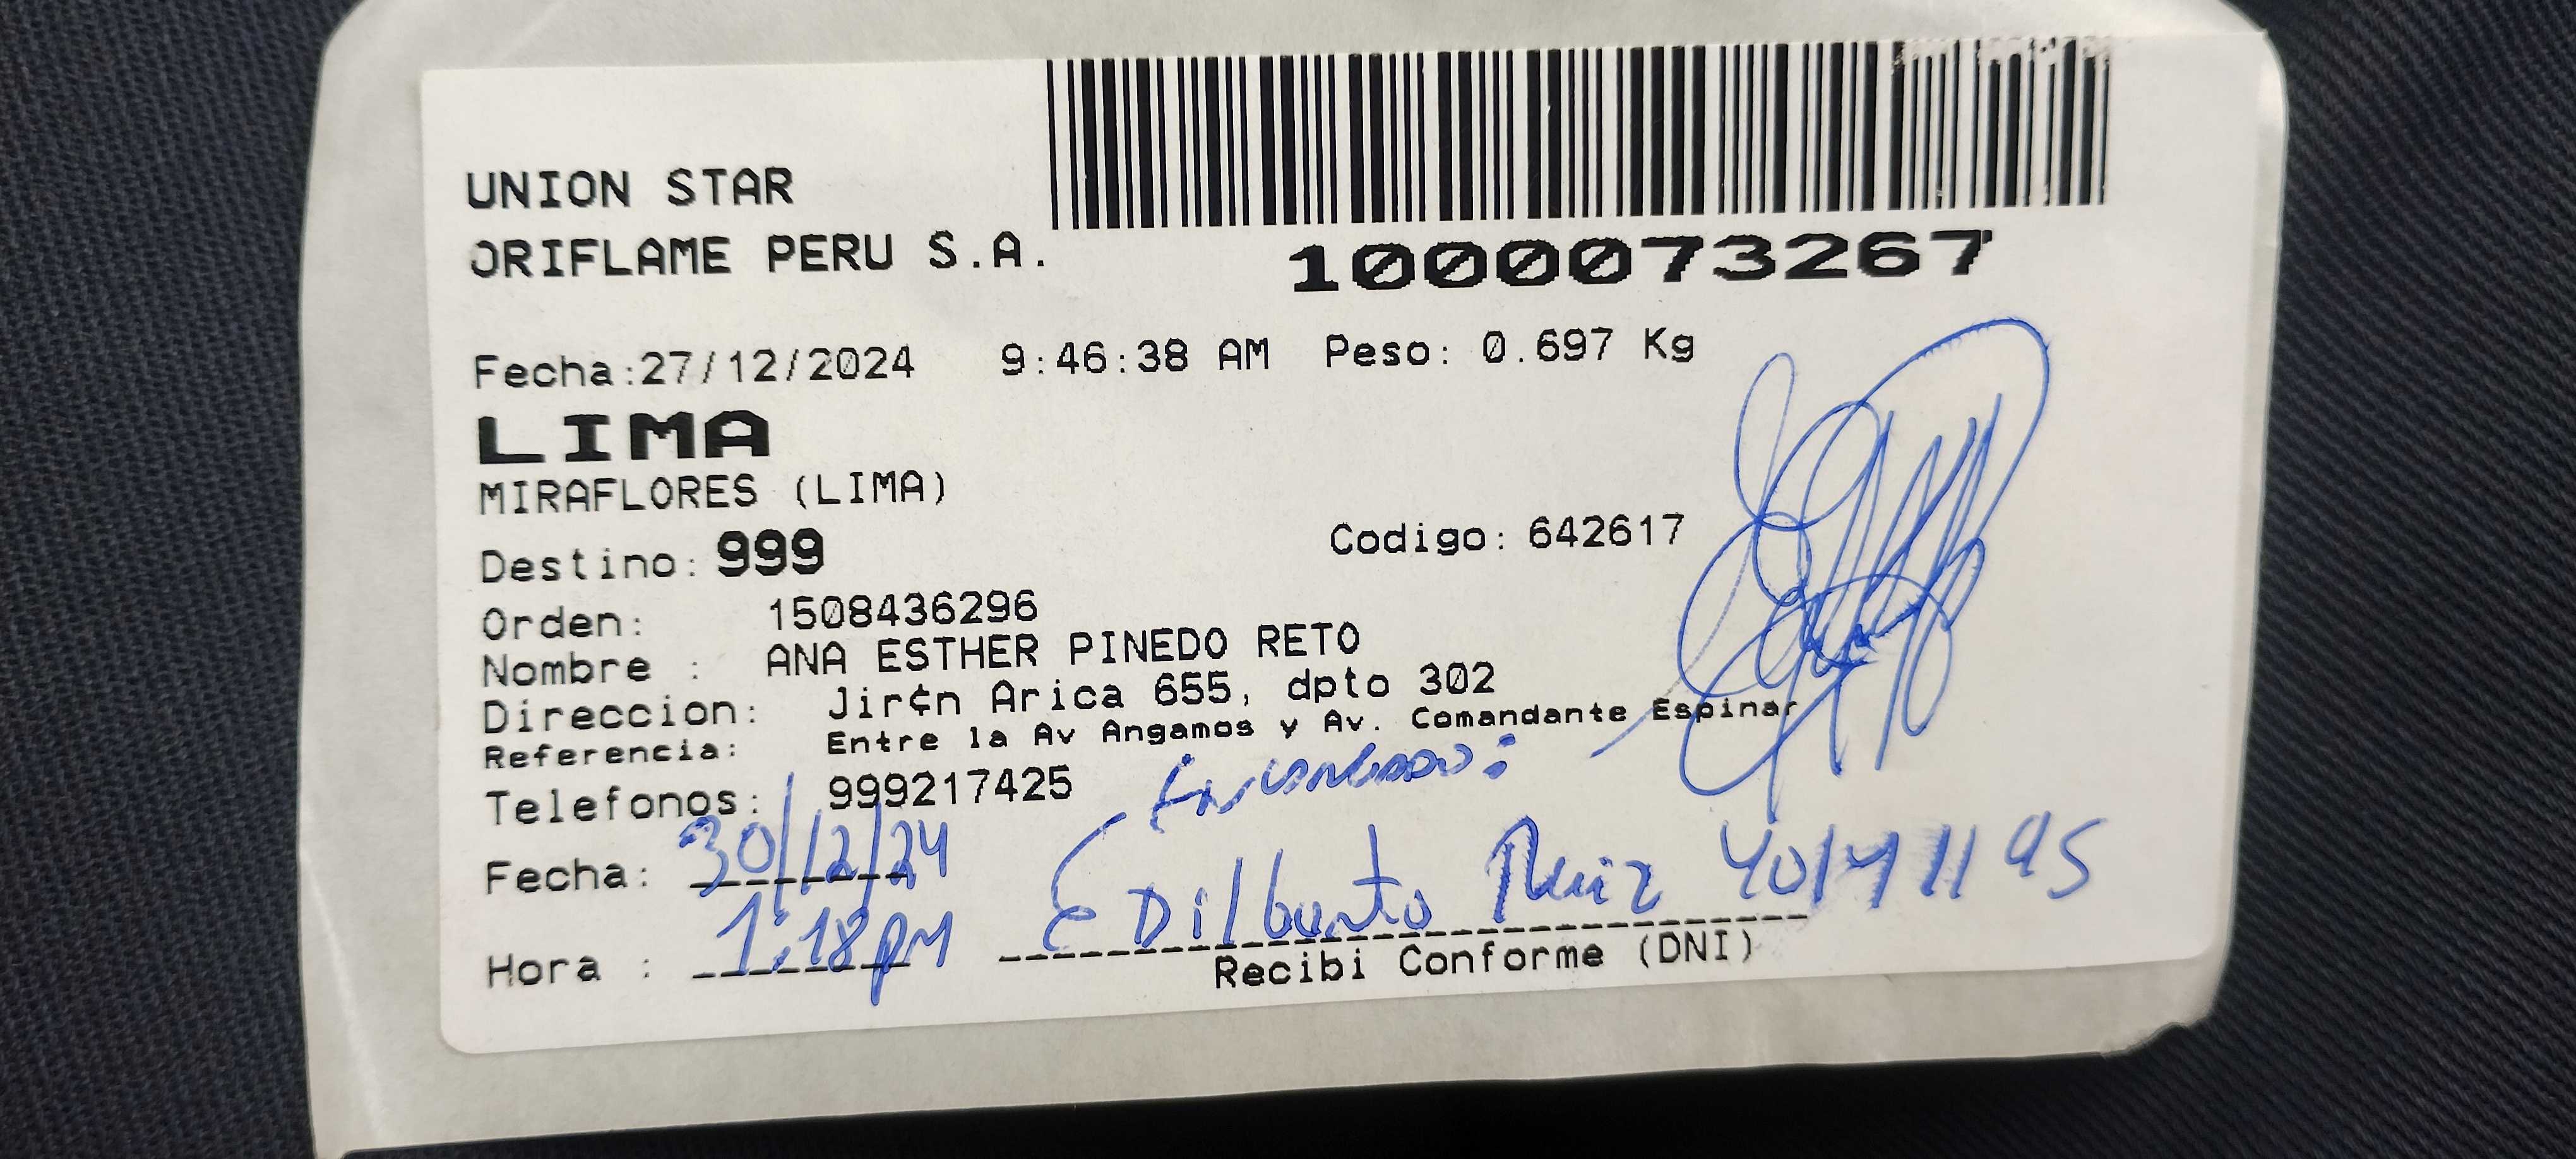 UNION STAR
ORIFLAME PERU S.A.
1000073267
Fecha:27/12/2024 9:46:38 AM Peso: 0.697 Kg
LIMA
MIRAFLORES (LIMA)
Destino: 999 Codigo: 642617
Orden: 1508436296
Nombre : ANA ESTHER PINEDO RETO
Direccion: Jir¢n Arica 655, dpto 302
Referencia: Entre la Av Angamos y Av. Comandante Espinar
Telefonos: 999217425
Encargado:
Fecha: 30/12/24
Edilberto Ruiz
Hora : 1:18pm
Recibi Conforme (DNI)